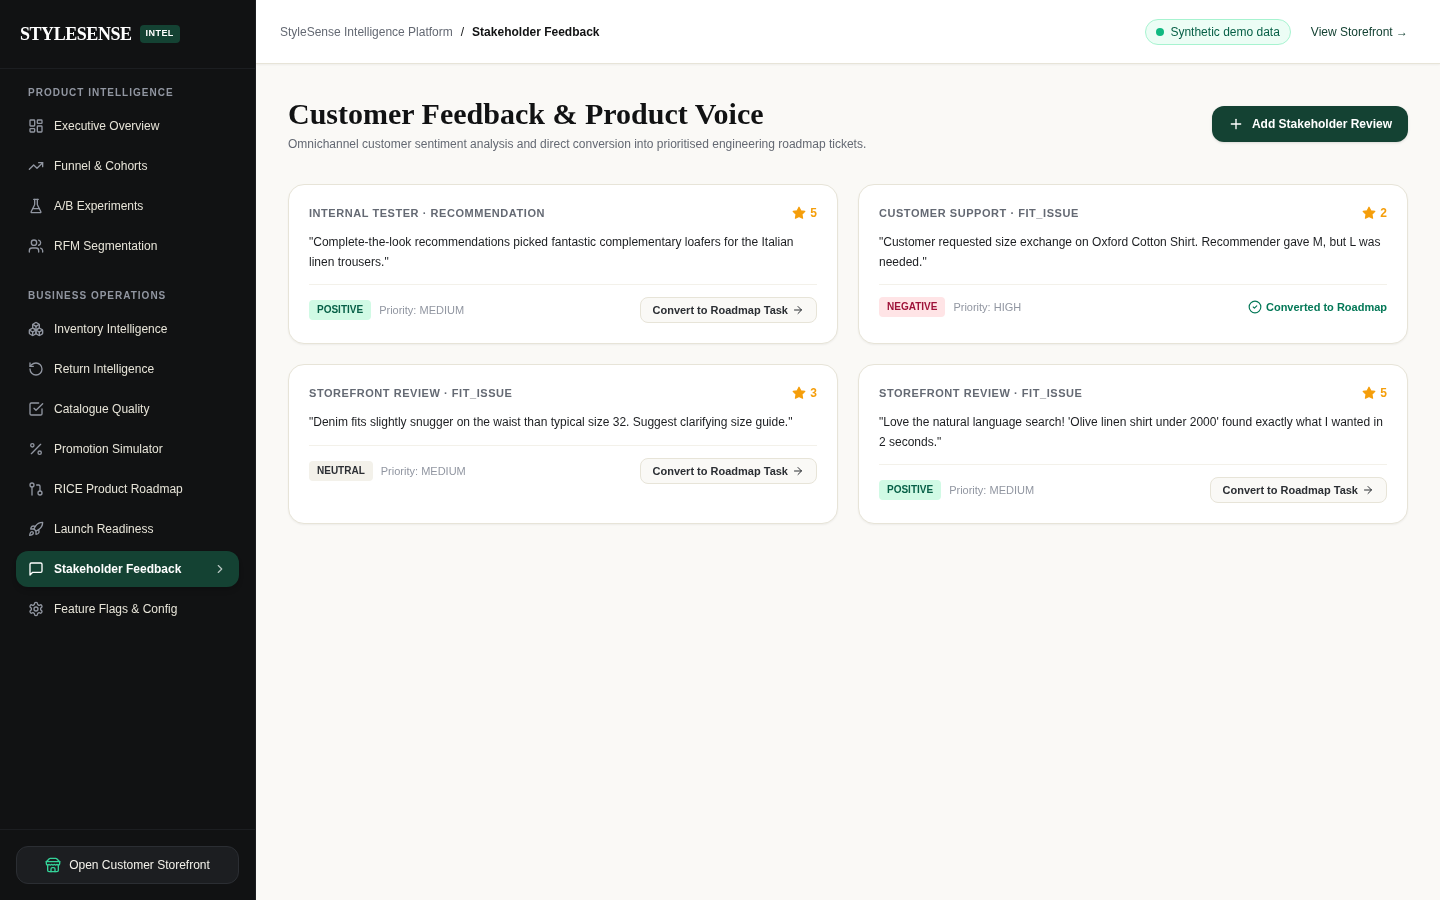 STYLESENSE INTEL
PRODUCT INTELLIGENCE
Executive Overview
Funnel & Cohorts
A/B Experiments
RFM Segmentation
BUSINESS OPERATIONS
Inventory Intelligence
Return Intelligence
Catalogue Quality
Promotion Simulator
RICE Product Roadmap
Launch Readiness
Stakeholder Feedback
Feature Flags & Config
Open Customer Storefront
StyleSense Intelligence Platform / Stakeholder Feedback
Synthetic demo data
View Storefront →
Customer Feedback & Product Voice
Omnichannel customer sentiment analysis and direct conversion into prioritised engineering roadmap tickets.
Add Stakeholder Review
INTERNAL TESTER · RECOMMENDATION
5
"Complete-the-look recommendations picked fantastic complementary loafers for the Italian
linen trousers."
POSITIVE
Priority: MEDIUM
Convert to Roadmap Task
CUSTOMER SUPPORT · FIT_ISSUE
2
"Customer requested size exchange on Oxford Cotton Shirt. Recommender gave M, but L was
needed."
NEGATIVE
Priority: HIGH
Converted to Roadmap
STOREFRONT REVIEW · FIT_ISSUE
3
"Denim fits slightly snugger on the waist than typical size 32. Suggest clarifying size guide."
NEUTRAL
Priority: MEDIUM
Convert to Roadmap Task
STOREFRONT REVIEW · FIT_ISSUE
5
"Love the natural language search! 'Olive linen shirt under 2000' found exactly what I wanted in
2 seconds."
POSITIVE
Priority: MEDIUM
Convert to Roadmap Task